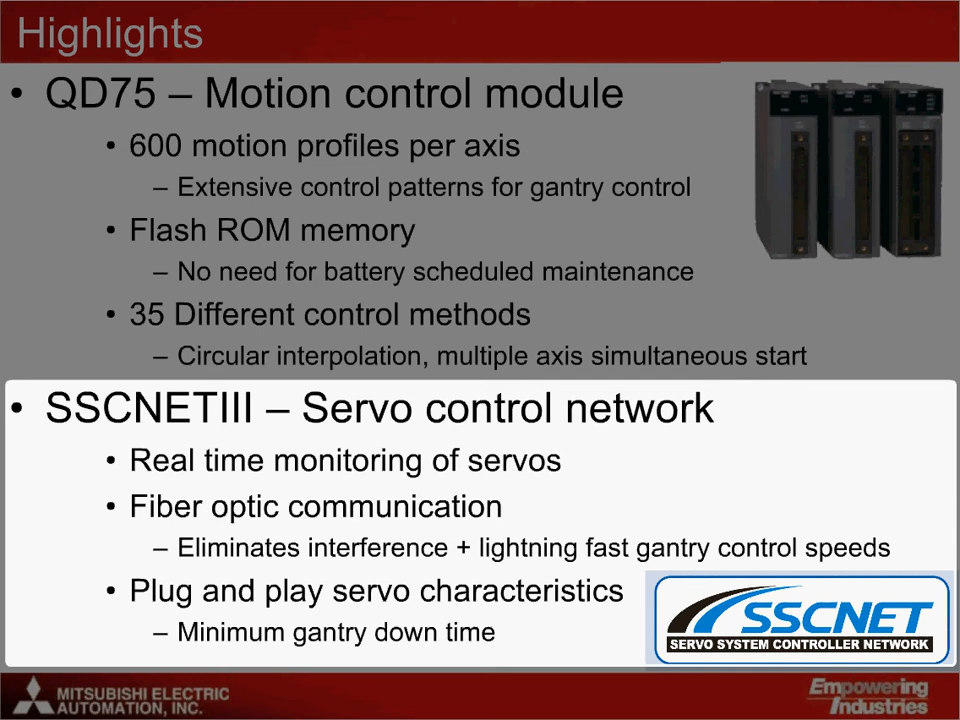 Highlights
• QD75 – Motion control module
• 600 motion profiles per axis
– Extensive control patterns for gantry control
• Flash ROM memory
– No need for battery scheduled maintenance
• 35 Different control methods
– Circular interpolation, multiple axis simultaneous start
• SSCNETIII – Servo control network
• Real time monitoring of servos
• Fiber optic communication
– Eliminates interference + lightning fast gantry control speeds
• Plug and play servo characteristics
– Minimum gantry down time
SSCNET
SERVO SYSTEM CONTROLLER NETWORK
MITSUBISHI ELECTRIC
AUTOMATION, INC.
Empowering
Industries